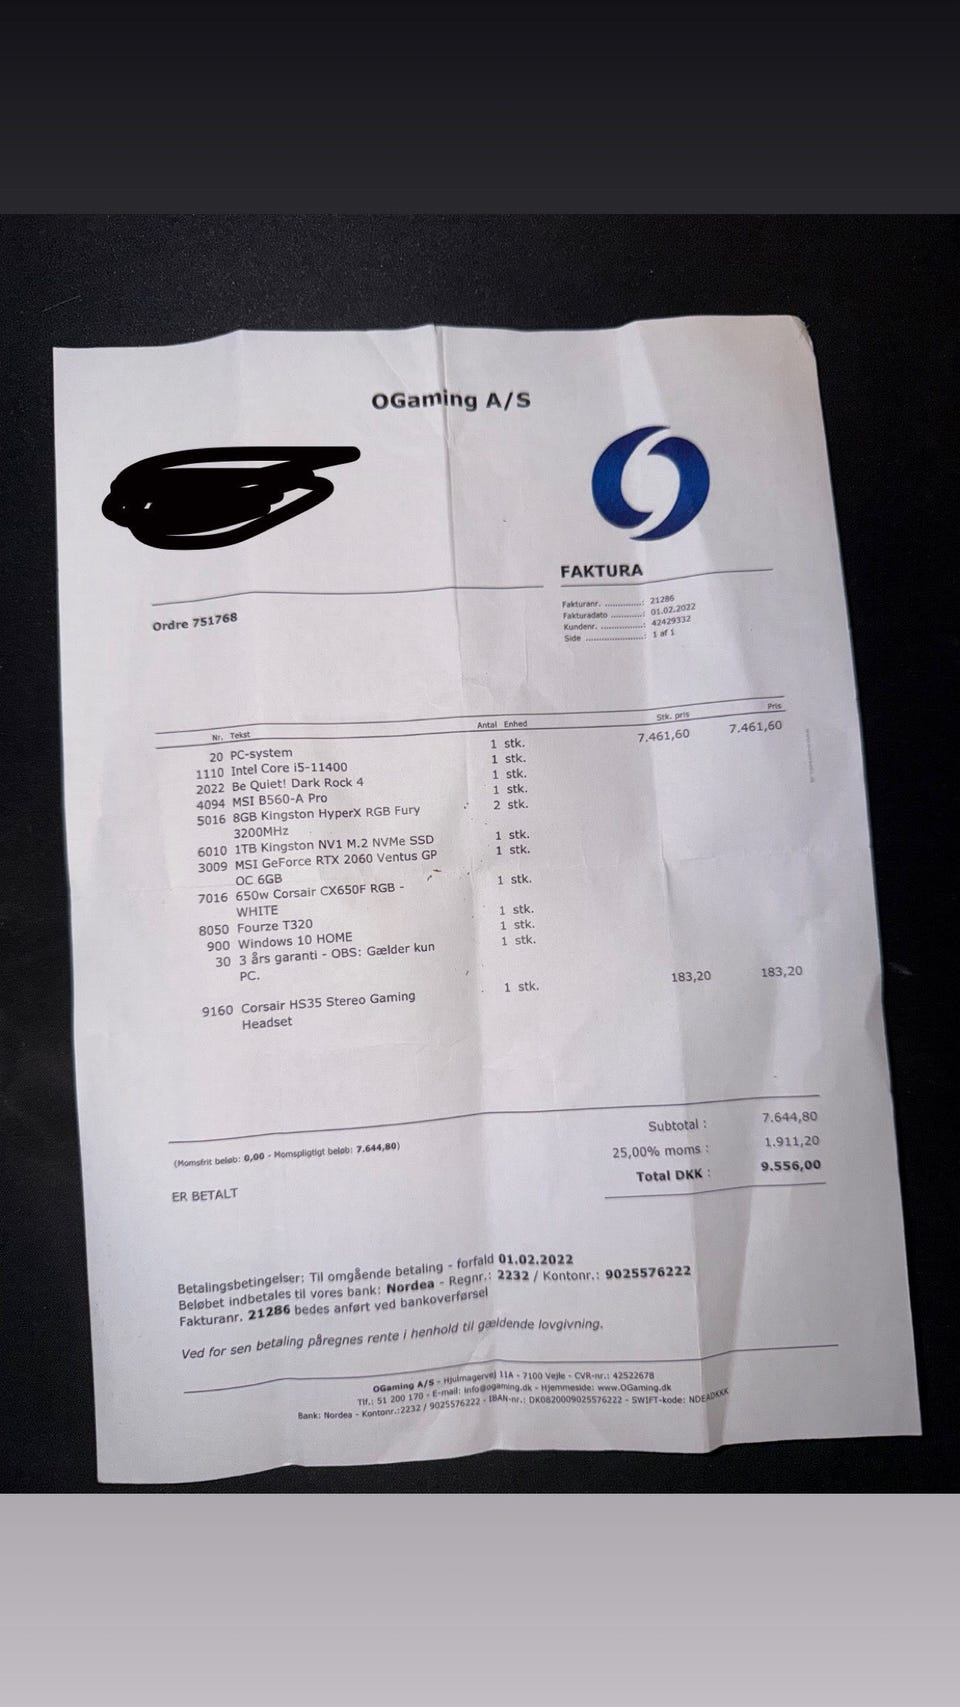 OGaming A/S
FAKTURA
Fakturanr. ..............: 21286
Fakturadato ............: 01.02.2022
Kundenr. ................: 42429332
Side ......................: 1 af 1
Ordre 751768
Nr. Tekst Antal Enhed Stk. pris Pris
20 PC-system 1 stk. 7.461,60 7.461,60
1110 Intel Core i5-11400 1 stk.
2022 Be Quiet! Dark Rock 4 1 stk.
4094 MSI B560-A Pro 1 stk.
5016 8GB Kingston HyperX RGB Fury 2 stk.
3200MHz
6010 1TB Kingston NV1 M.2 NVMe SSD 1 stk.
3009 MSI GeForce RTX 2060 Ventus GP 1 stk.
OC 6GB
7016 650w Corsair CX650F RGB - 1 stk.
WHITE
8050 Fourze T320 1 stk.
900 Windows 10 HOME 1 stk.
30 3 års garanti - OBS: Gælder kun 1 stk.
PC.
9160 Corsair HS35 Stereo Gaming 1 stk. 183,20 183,20
Headset
Subtotal : 7.644,80
(Momsfrit beløb: 0,00 - Momspligtigt beløb: 7.644,80)
25,00% moms : 1.911,20
ER BETALT
Total DKK : 9.556,00
Betalingsbetingelser: Til omgående betaling - forfald 01.02.2022
Beløbet indbetales til vores bank: Nordea - Regnr.: 2232 / Kontonr.: 9025576222
Fakturanr. 21286 bedes anført ved bankoverførsel
Ved for sen betaling påregnes rente i henhold til gældende lovgivning.
OGaming A/S - Hjulmagervej 11A - 7100 Vejle - CVR-nr.: 42522678
Tlf.: 51 200 170 - E-mail: info@ogaming.dk - Hjemmeside: www.OGaming.dk
Bank: Nordea - Kontonr.:2232 / 9025576222 - IBAN-nr.: DK0820009025576222 - SWIFT-kode: NDEADKKK